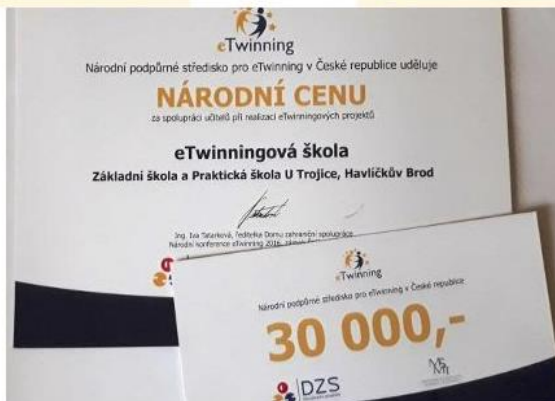 eTwinning
Národní podpůrné středisko pro eTwinning v České republice uděluje
NÁRODNÍ CENU
za spolupráci učitelů při realizaci eTwinningových projektů
eTwinningová škola
Základní škola a Praktická škola U Trojice, Havlíčkův Brod
Ing. Iva Tatarková, ředitelka Domu zahraniční spolupráce
Národní konference eTwinning 2016,
eTwinning
Národní podpůrné středisko pro eTwinning v České republice
30 000,-
DZS